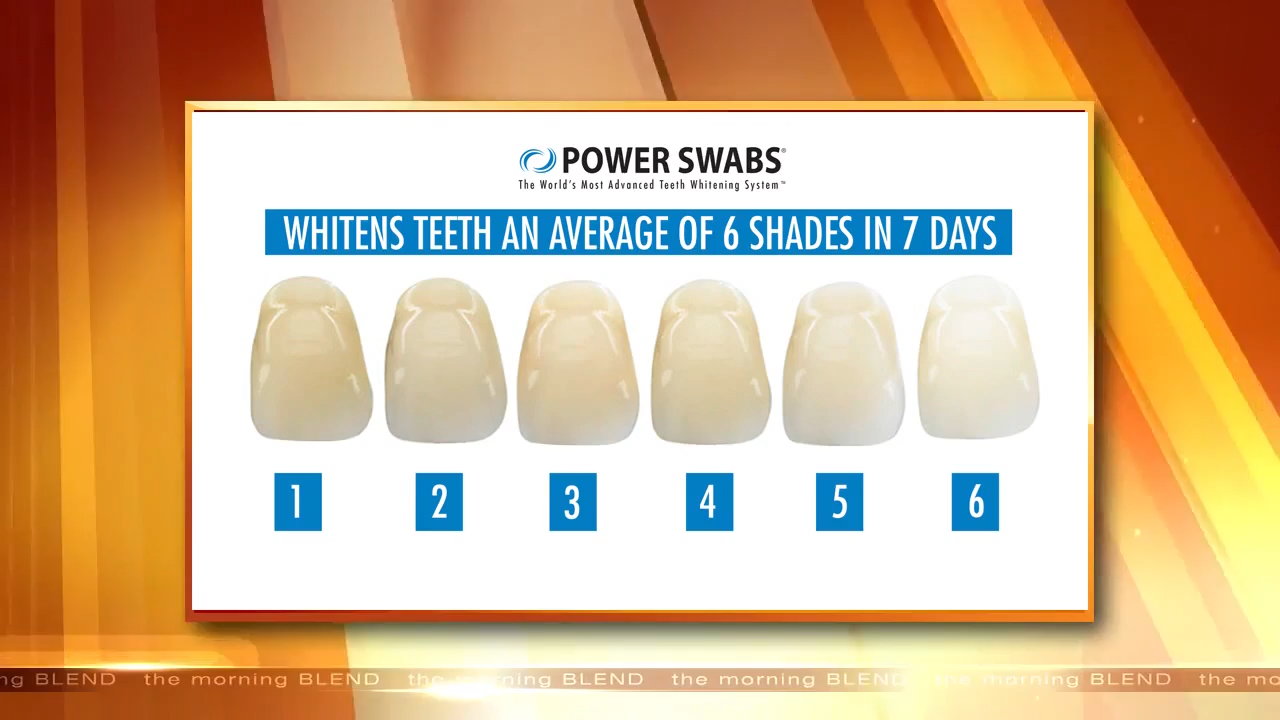 POWER SWABS®
The World's Most Advanced Teeth Whitening System™
WHITENS TEETH AN AVERAGE OF 6 SHADES IN 7 DAYS
1 2 3 4 5 6
ng BLEND the morning BLEND the morning BLEND the morning BLEND the morning BLEND the mo